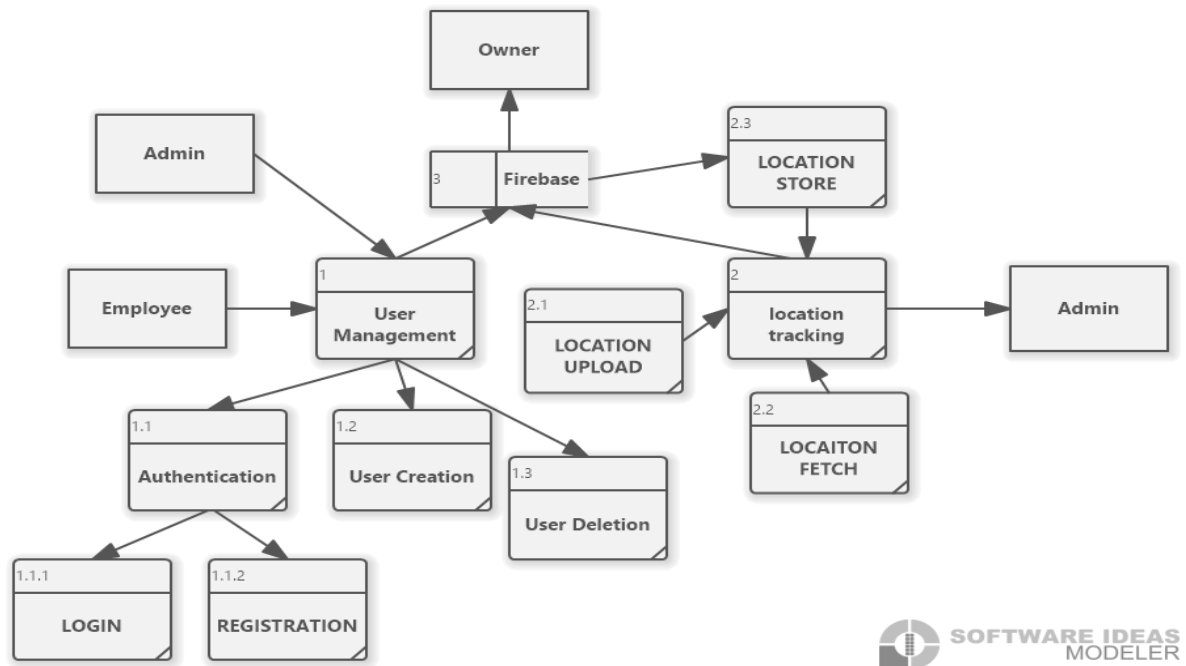 Owner
Admin
3
Firebase
2.3
LOCATION
STORE
Employee
1
User
Management
2.1
LOCATION
UPLOAD
2
location
tracking
Admin
2.2
LOCAITON
FETCH
1.1
Authentication
1.2
User Creation
1.3
User Deletion
1.1.1
LOGIN
1.1.2
REGISTRATION
SOFTWARE IDEAS
MODELER